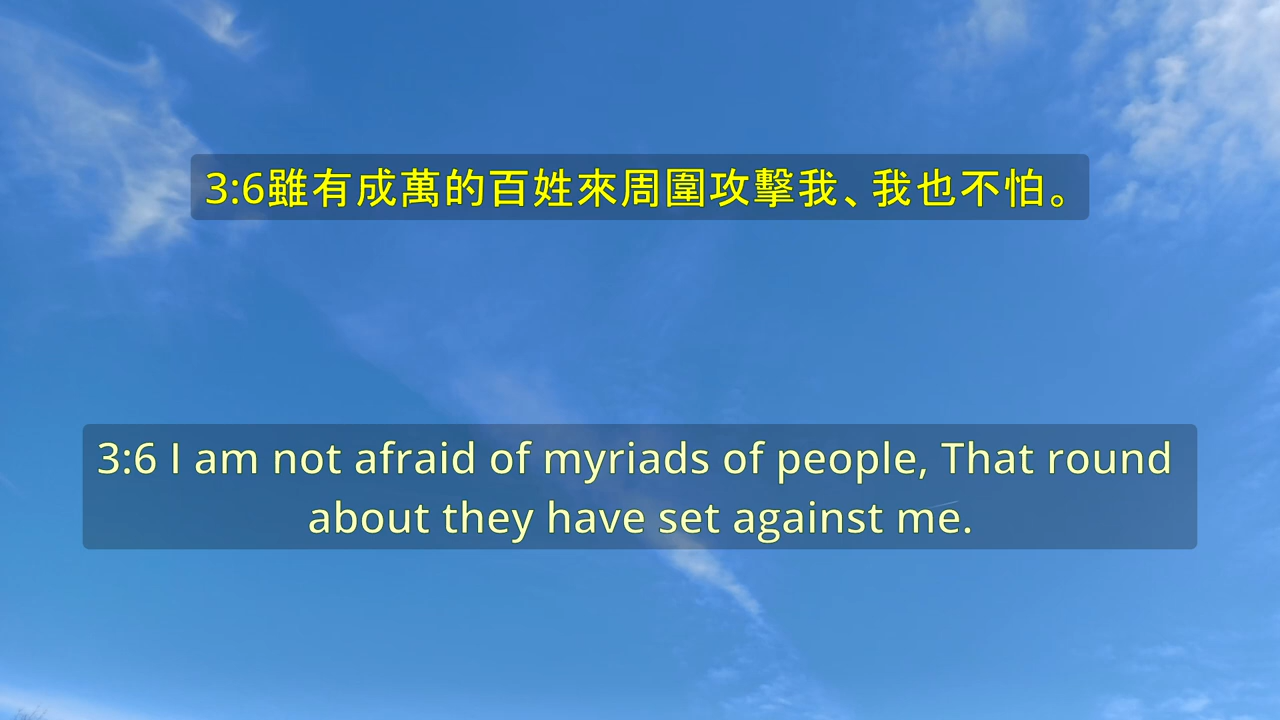 3:6雖有成萬的百姓來周圍攻擊我、我也不怕。
3:6 I am not afraid of myriads of people, That round
about they have set against me.